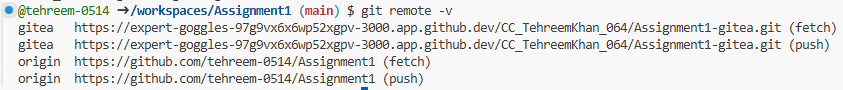 @tehreem-0514 ➜/workspaces/Assignment1 (main) $ git remote -v
gitea https://expert-goggles-97g9vx6x6wp52xgpv-3000.app.github.dev/CC_TehreemKhan_064/Assignment1-gitea.git (fetch)
gitea https://expert-goggles-97g9vx6x6wp52xgpv-3000.app.github.dev/CC_TehreemKhan_064/Assignment1-gitea.git (push)
origin https://github.com/tehreem-0514/Assignment1 (fetch)
origin https://github.com/tehreem-0514/Assignment1 (push)